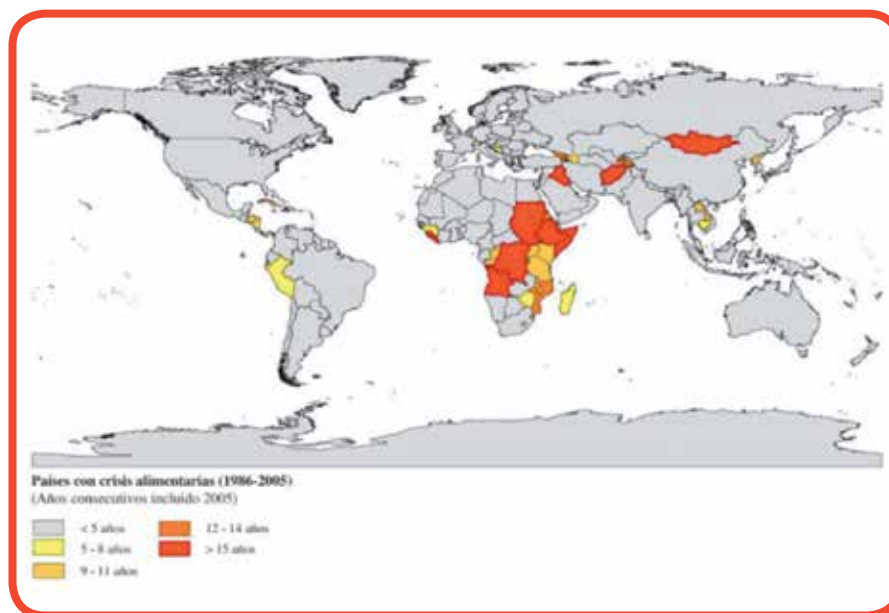 Países con crisis alimentarias (1986-2005)
(Años consecutivos incluido 2005)
< 5 años
5 - 8 años
9 - 11 años
12 - 14 años
> 15 años